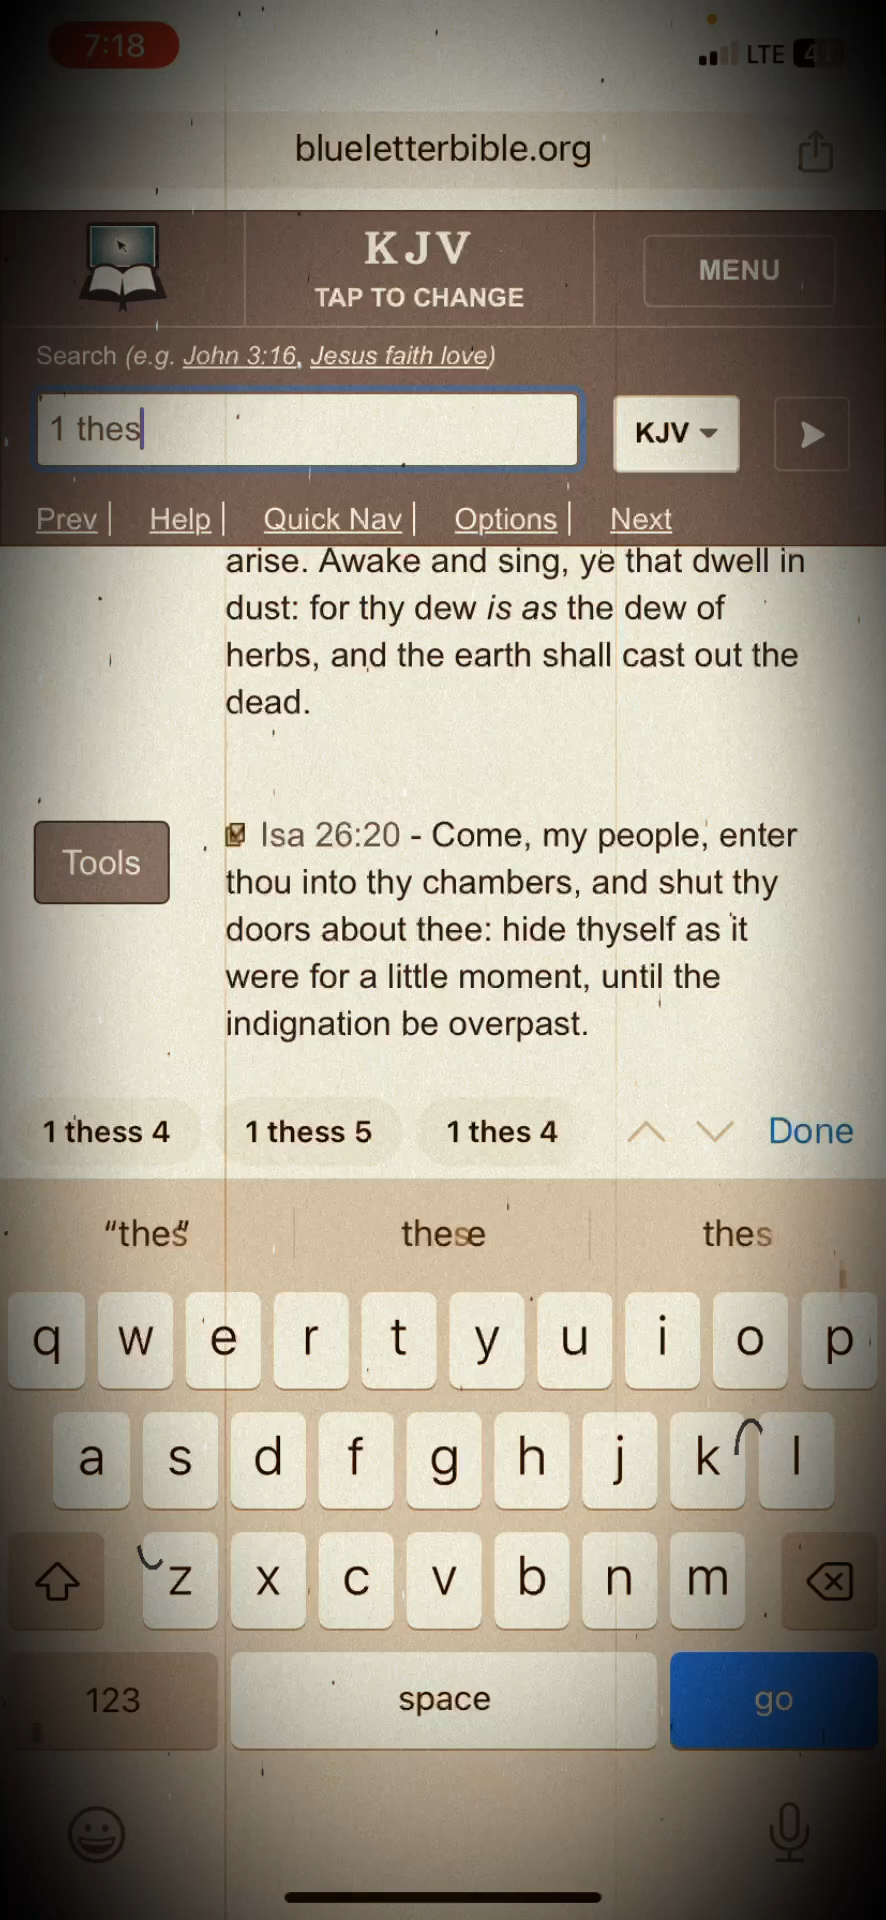 7:18
LTE
blueletterbible.org
KJV
TAP TO CHANGE
MENU
Search (e.g. John 3:16, Jesus faith love)
1 thes
KJV
Prev | Help | Quick Nav | Options | Next
arise. Awake and sing, ye that dwell in
dust: for thy dew is as the dew of
herbs, and the earth shall cast out the
dead.
Tools
Isa 26:20 - Come, my people, enter
thou into thy chambers, and shut thy
doors about thee: hide thyself as it
were for a little moment, until the
indignation be overpast.
1 thess 4 1 thess 5 1 thes 4 Done
“thes” these thes
q w e r t y u i o p
a s d f g h j k l
z x c v b n m
123 space go